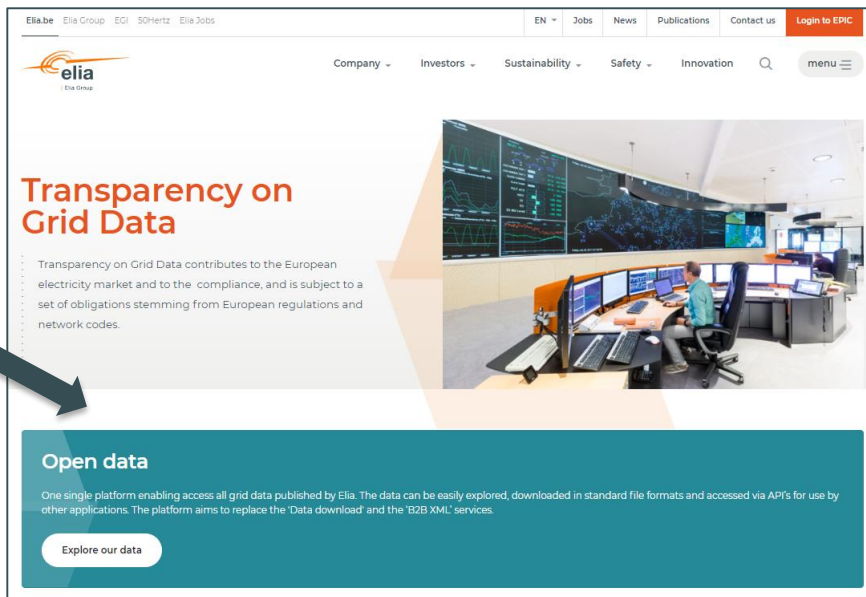 Elia.be Elia Group EGI 50Hertz Elia Jobs
EN Jobs News Publications Contact us Login to EPIC
elia
Elia Group
Company Investors Sustainability Safety Innovation menu
Transparency on
Grid Data
Transparency on Grid Data contributes to the European
electricity market and to the compliance, and is subject to a
set of obligations stemming from European regulations and
network codes.
Open data
One single platform enabling access all grid data published by Elia. The data can be easily explored, downloaded in standard file formats and accessed via API's for use by
other applications. The platform aims to replace the 'Data download' and the 'B2B XML' services.
Explore our data